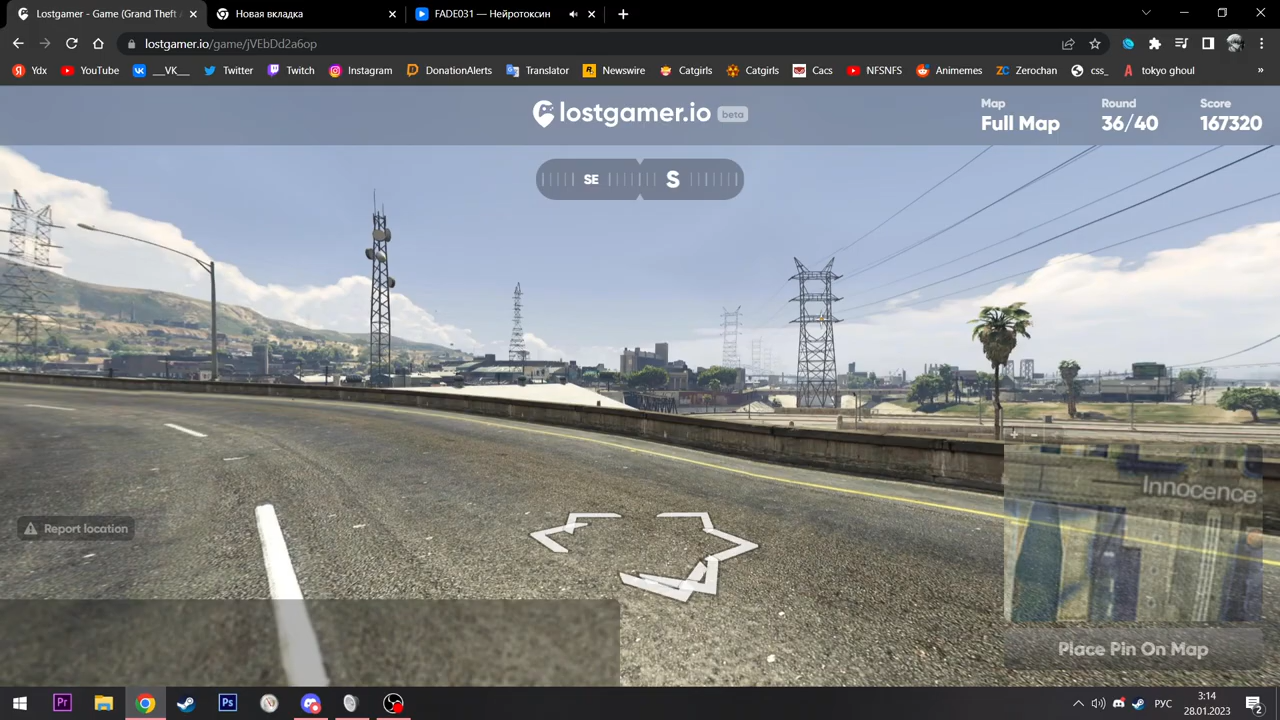 Lostgamer - Game (Grand Theft A
Новая вкладка
FADE031 — Нейротоксин
lostgamer.io/game/jVEbDd2a6op
Ydx
YouTube
___VK___
Twitter
Twitch
Instagram
DonationAlerts
Translator
Newswire
Catgirls
Catgirls
Cacs
NFSNFS
Animemes
Zerochan
css_
tokyo ghoul
lostgamer.io beta
Map
Full Map
Round
36/40
Score
167320
SE
S
Report location
Innocence
Place Pin On Map
РУС
3:14
28.01.2023
2